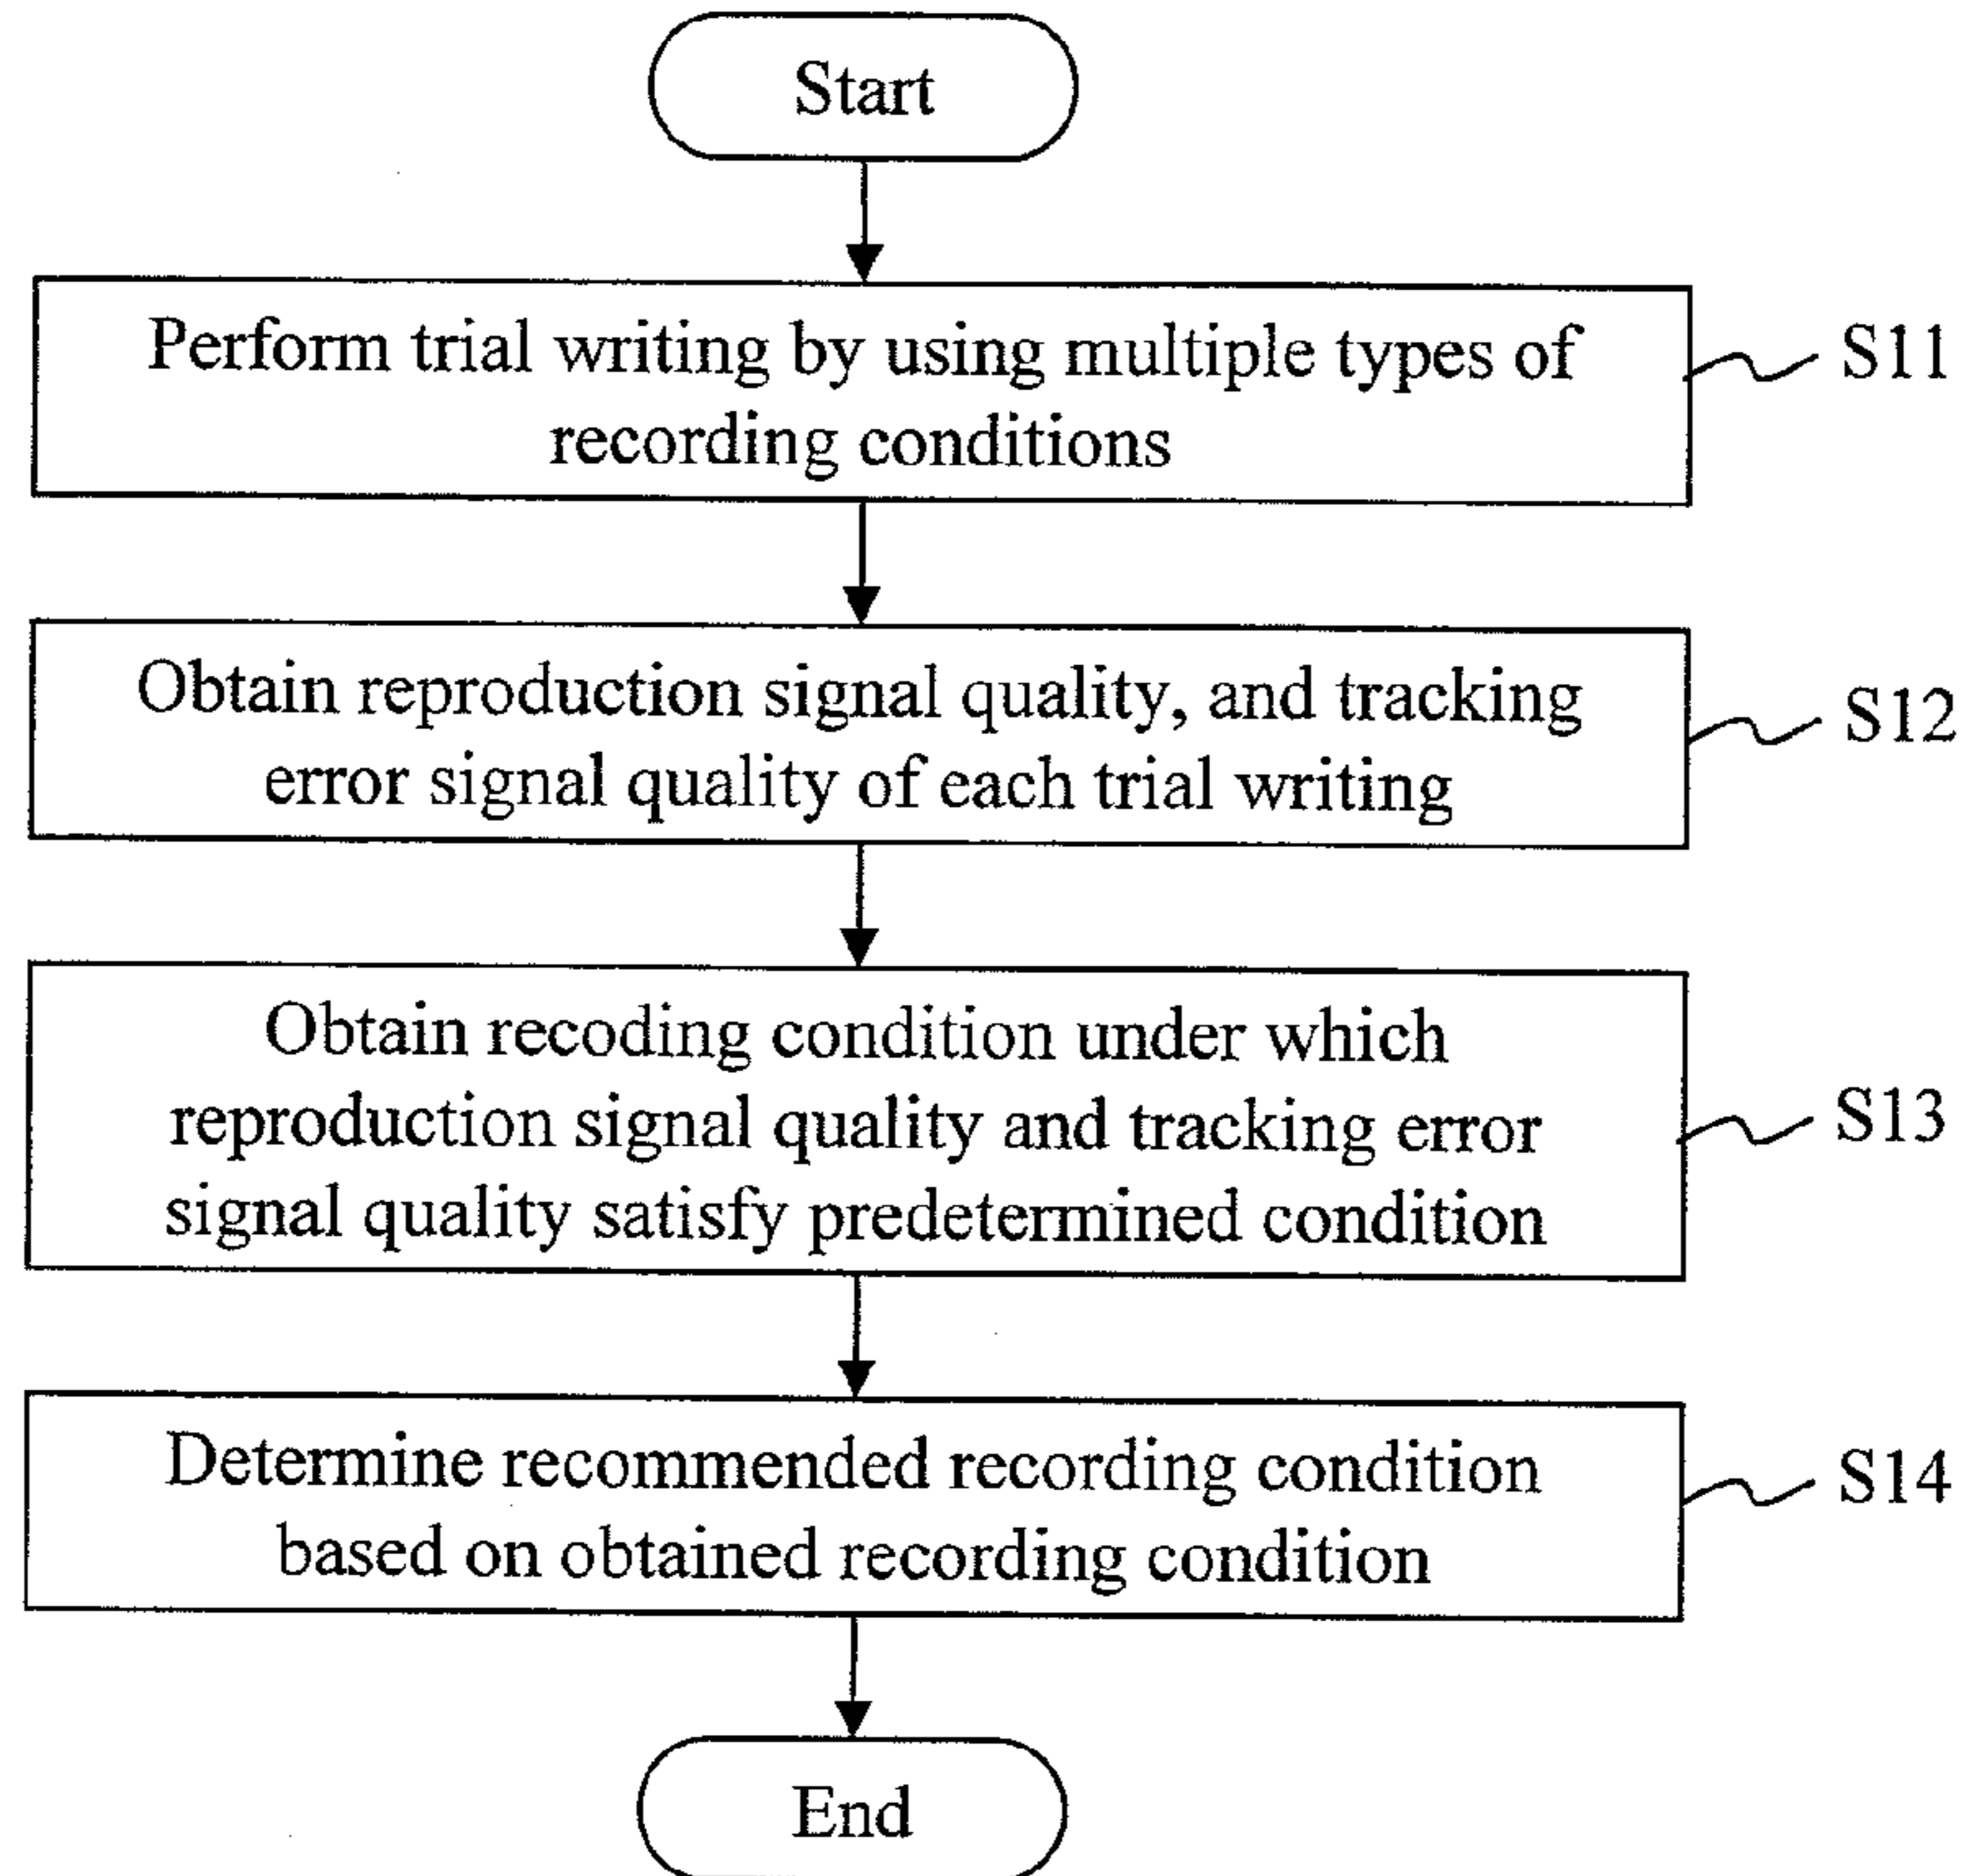 Start
Perform trial writing by using multiple types of
recording conditions
S11
Obtain reproduction signal quality, and tracking
error signal quality of each trial writing
S12
Obtain recoding condition under which
reproduction signal quality and tracking error
signal quality satisfy predetermined condition
S13
Determine recommended recording condition
based on obtained recording condition
S14
End